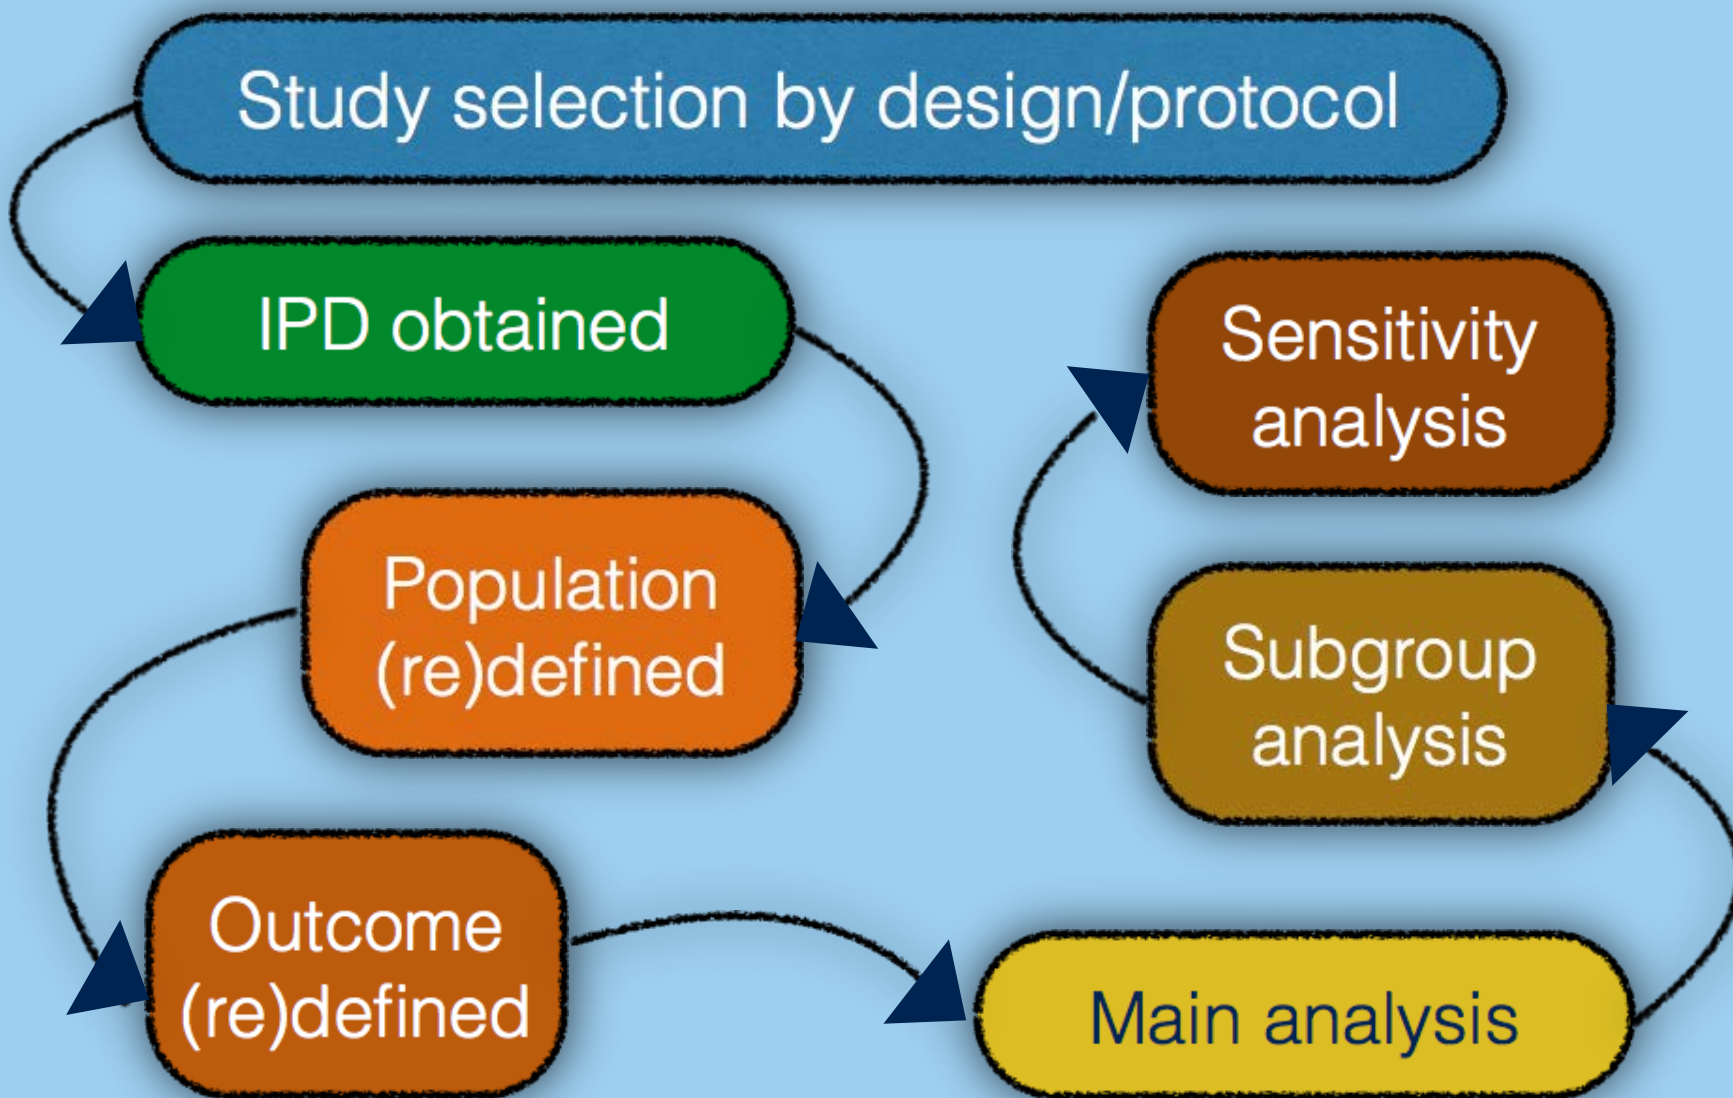 Study selection by design/protocol
IPD obtained
Population
(re)defined
Outcome
(re)defined
Main analysis
Subgroup
analysis
Sensitivity
analysis